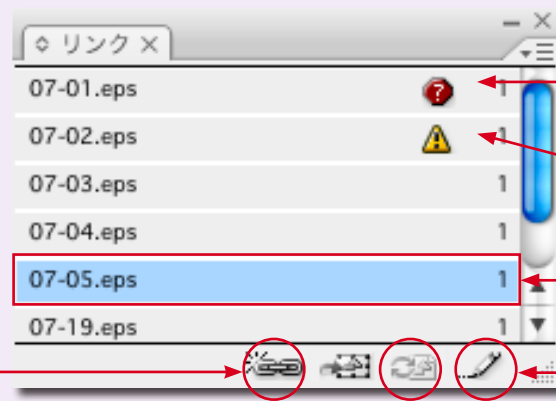 リンク
07-01.eps 1
07-02.eps 1
07-03.eps 1
07-04.eps 1
07-05.eps 1
07-19.eps 1